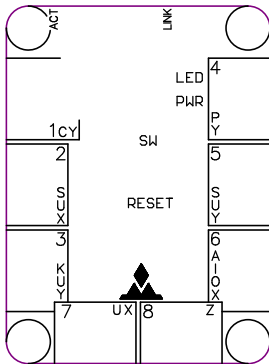 ACT LINK
4
LED
PWR
PY
1CY
SW
2
5
SUX
RESET
SUY
3
6
KUY
AIOX
7 UX 8 Z